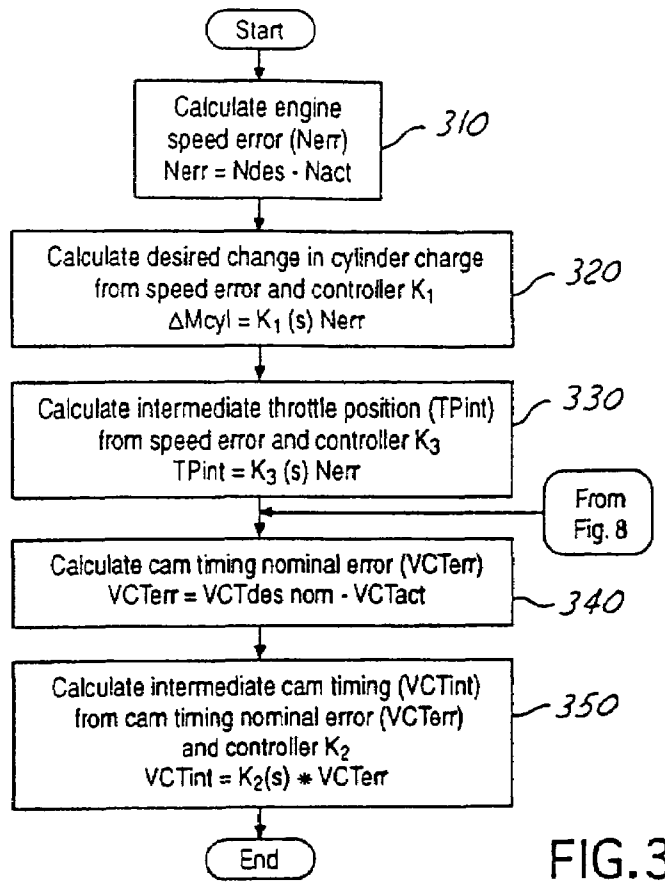 Start
Calculate engine
speed error (Nerr)
Nerr = Ndes - Nact
310
Calculate desired change in cylinder charge
from speed error and controller K₁
ΔMcyl = K₁ (s) Nerr
320
Calculate intermediate throttle position (TPint)
from speed error and controller K₃
TPint = K₃ (s) Nerr
330
From
Fig. 8
Calculate cam timing nominal error (VCTerr)
VCTerr = VCTdes nom - VCTact
340
Calculate intermediate cam timing (VCTint)
from cam timing nominal error (VCTerr)
and controller K₂
VCTint = K₂(s) * VCTerr
350
End
FIG.3